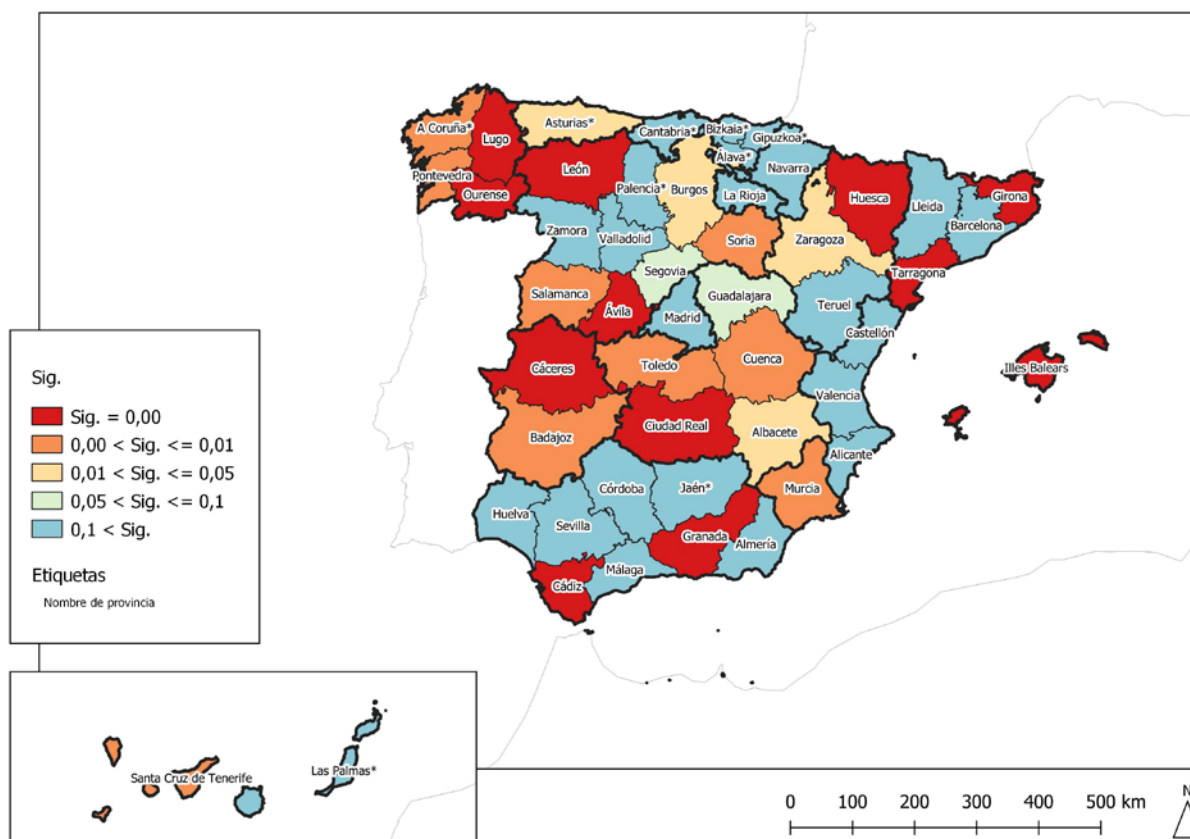 A Coruña*
Lugo
Asturias*
Cantabria*
Bizkaia*
Gipuzkoa*
Pontevedra
Ourense
León
Palencia*
Burgos
Álava*
Navarra
La Rioja
Huesca
Lleida
Girona
Barcelona
Zamora
Valladolid
Soria
Zaragoza
Tarragona
Segovia
Salamanca
Ávila
Madrid
Guadalajara
Teruel
Castellón
Cáceres
Toledo
Cuenca
Valencia
Illes Balears
Badajoz
Ciudad Real
Albacete
Alicante
Huelva
Sevilla
Córdoba
Jaén*
Murcia
Granada
Almería
Málaga
Cádiz
Sig.
Sig. = 0,00
0,00 < Sig. <= 0,01
0,01 < Sig. <= 0,05
0,05 < Sig. <= 0,1
0,1 < Sig.
Etiquetas
Nombre de provincia
Santa Cruz de Tenerife
Las Palmas*
0 100 200 300 400 500 km
N